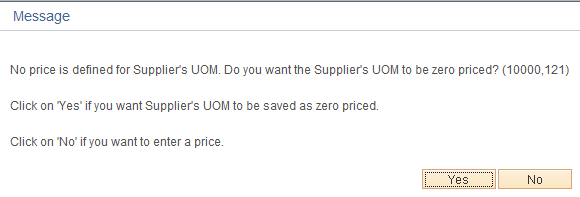 Message
No price is defined for Supplier's UOM. Do you want the Supplier's UOM to be zero priced? (10000,121)
Click on 'Yes' if you want Supplier's UOM to be saved as zero priced.
Click on 'No' if you want to enter a price.
Yes No